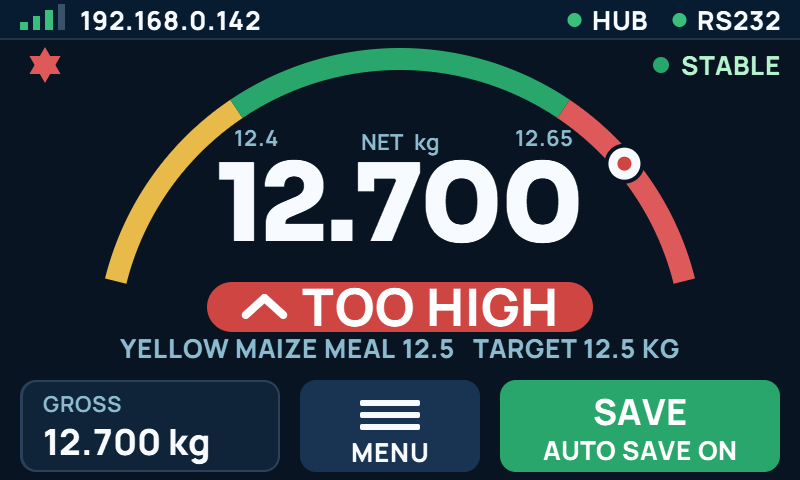 192.168.0.142 HUB RS232
STABLE
12.4 NET kg 12.65
12.700
TOO HIGH
YELLOW MAIZE MEAL 12.5 TARGET 12.5 KG
GROSS
12.700 kg
MENU
SAVE
AUTO SAVE ON